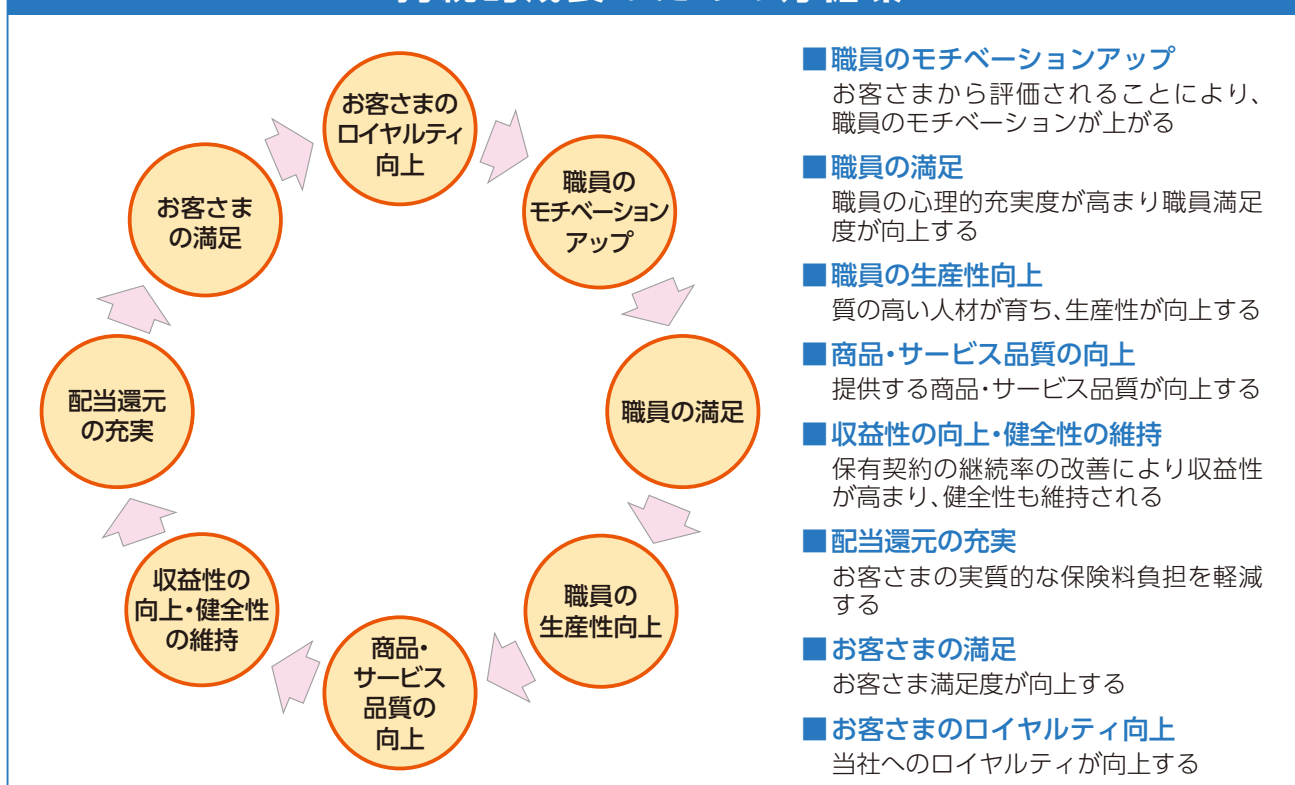 お客さまの
ロイヤルティ
向上
職員の
モチベーション
アップ
職員の満足
職員の
生産性向上
商品・
サービス
品質の
向上
収益性の
向上・健全性
の維持
配当還元
の充実
お客さま
の満足
■職員のモチベーションアップ
お客さまから評価されることにより、
職員のモチベーションが上がる
■職員の満足
職員の心理的充実度が高まり職員満足
度が向上する
■職員の生産性向上
質の高い人材が育ち、生産性が向上する
■商品・サービス品質の向上
提供する商品・サービス品質が向上する
■収益性の向上・健全性の維持
保有契約の継続率の改善により収益性
が高まり、健全性も維持される
■配当還元の充実
お客さまの実質的な保険料負担を軽減
する
■お客さまの満足
お客さま満足度が向上する
■お客さまのロイヤルティ向上
当社へのロイヤルティが向上する